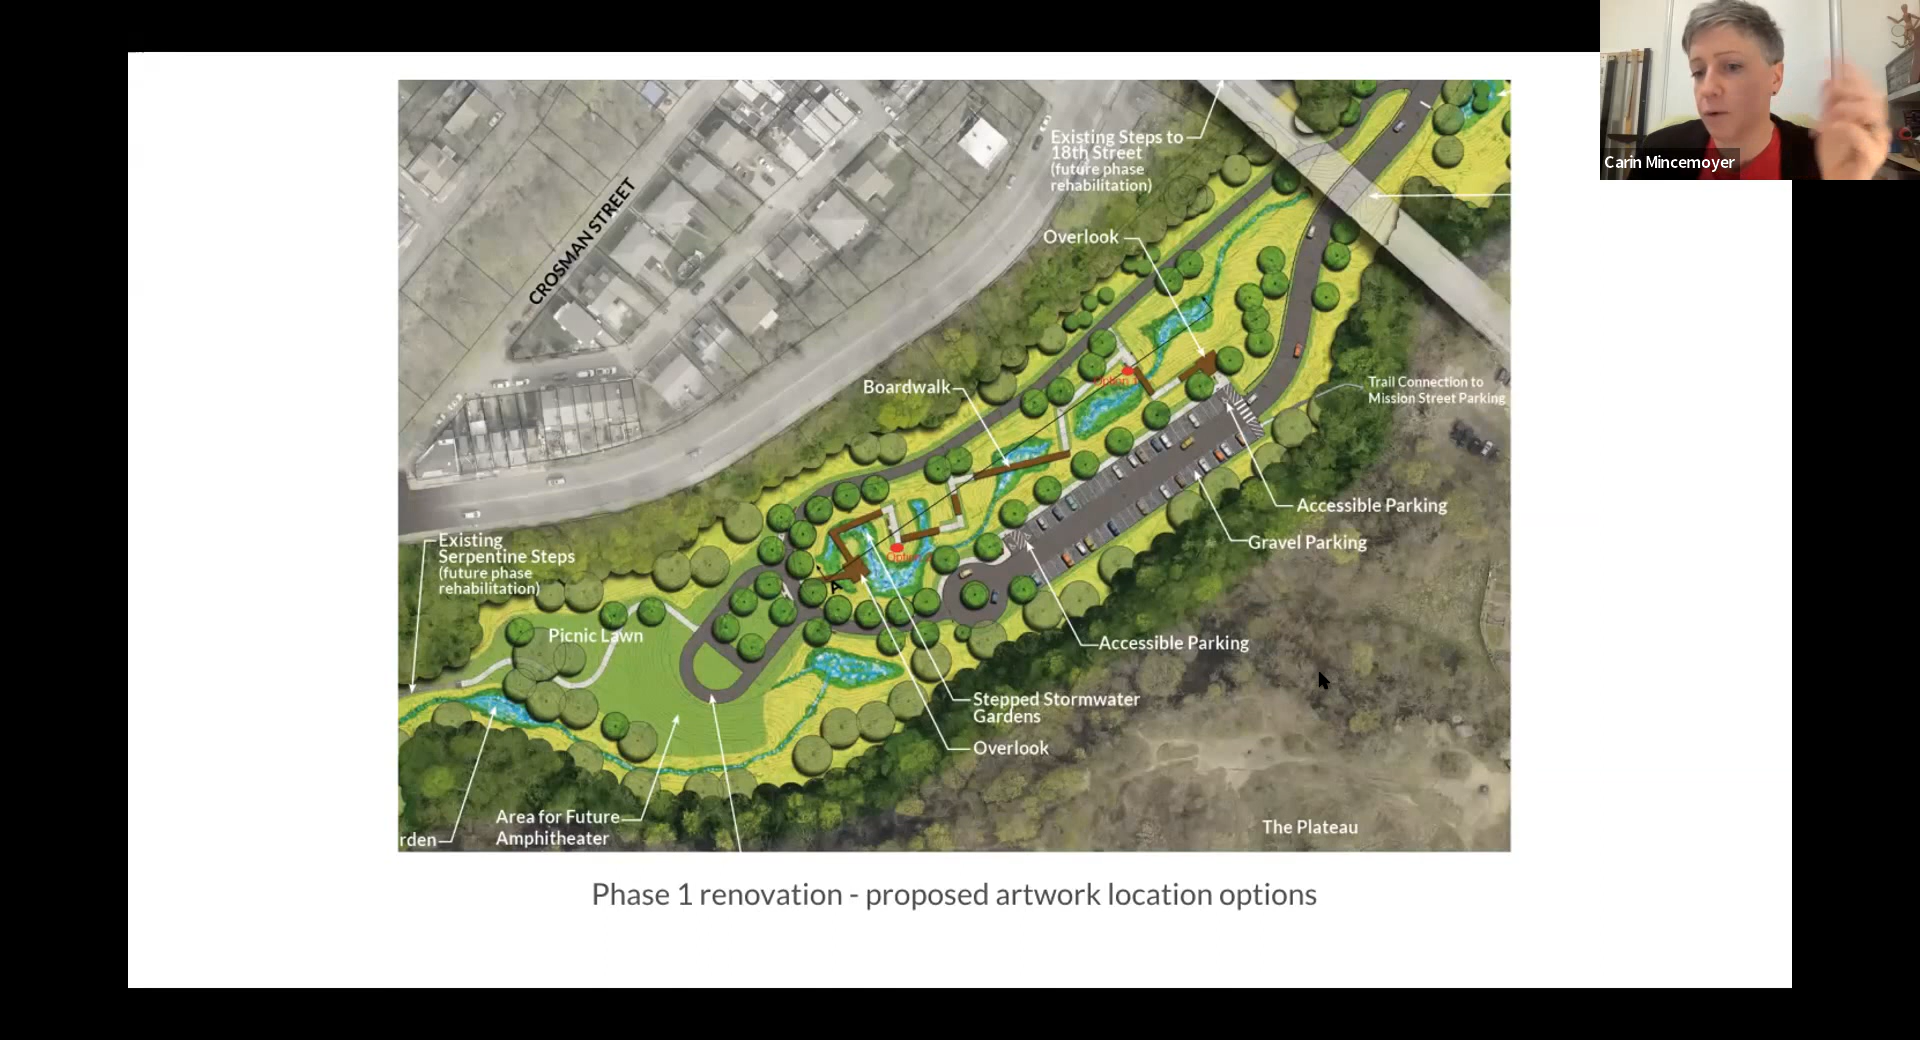 Carin Mincemoyer
Existing Steps to
18th Street
(future phase
rehabilitation)
CROSMAN STREET
Overlook
Boardwalk
Trail Connection to
Mission Street Parking
Accessible Parking
Gravel Parking
Existing
Serpentine Steps
(future phase
rehabilitation)
Picnic Lawn
A
Accessible Parking
Stepped Stormwater
Gardens
Overlook
Area for Future
Amphitheater
rden
The Plateau
Phase 1 renovation - proposed artwork location options